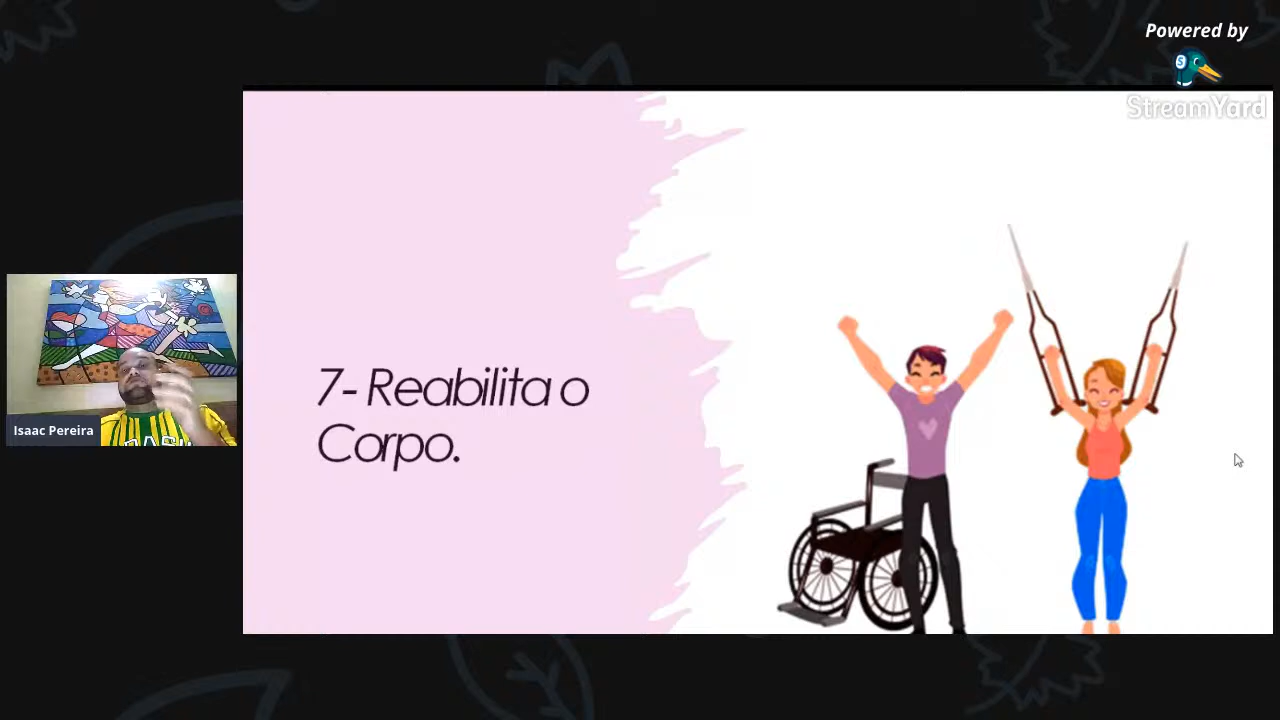 Powered by
StreamYard
7- Reabilita o
Corpo.
Isaac Pereira